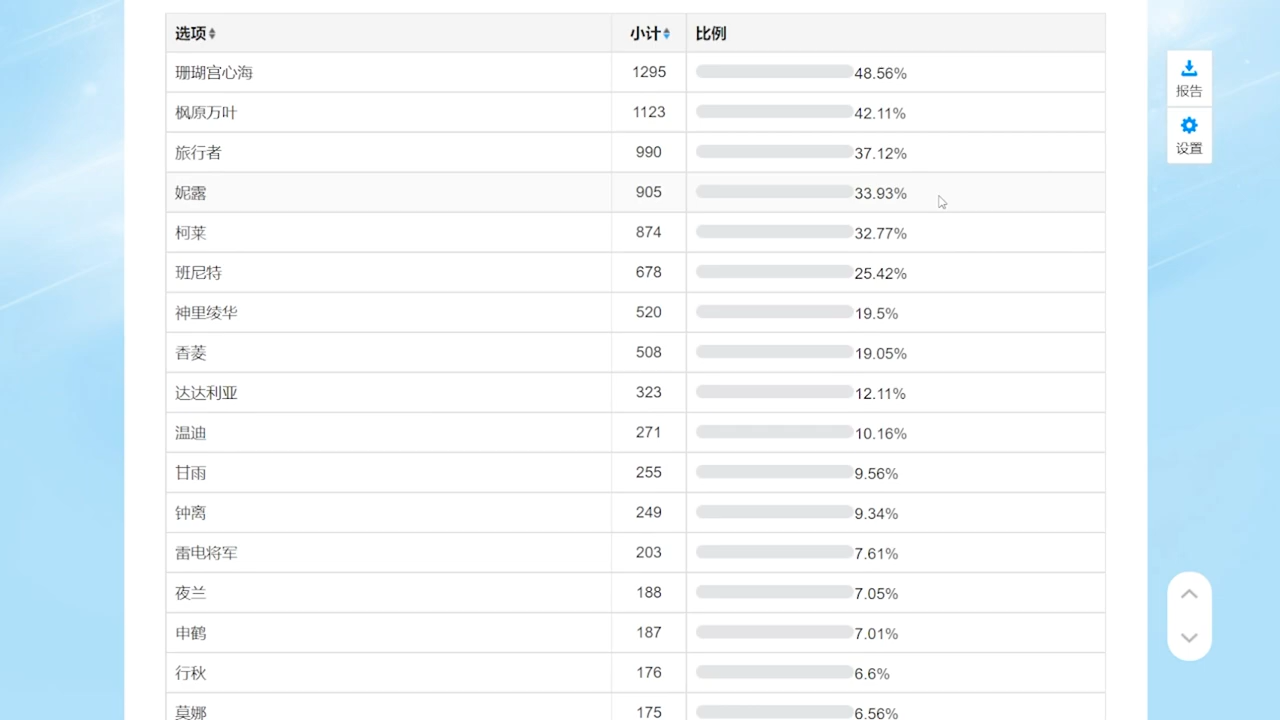 选项 小计 比例
珊瑚宫心海 1295 48.56%
枫原万叶 1123 42.11%
旅行者 990 37.12%
妮露 905 33.93%
柯莱 874 32.77%
班尼特 678 25.42%
神里绫华 520 19.5%
香菱 508 19.05%
达达利亚 323 12.11%
温迪 271 10.16%
甘雨 255 9.56%
钟离 249 9.34%
雷电将军 203 7.61%
夜兰 188 7.05%
申鹤 187 7.01%
行秋 176 6.6%
莫娜 175 6.56%
报告
设置